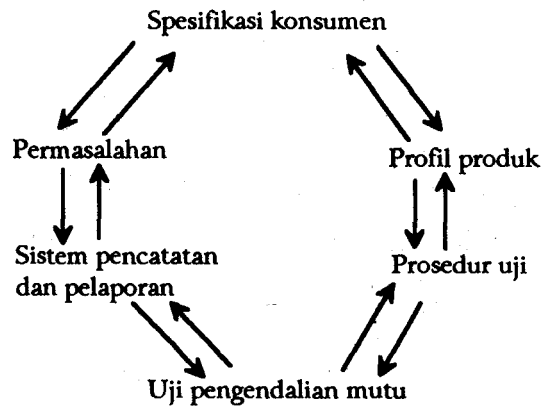 Spesifikasi konsumen
Permasalahan
Profil produk
Sistem pencatatan
dan pelaporan
Prosedur uji
Uji pengendalian mutu